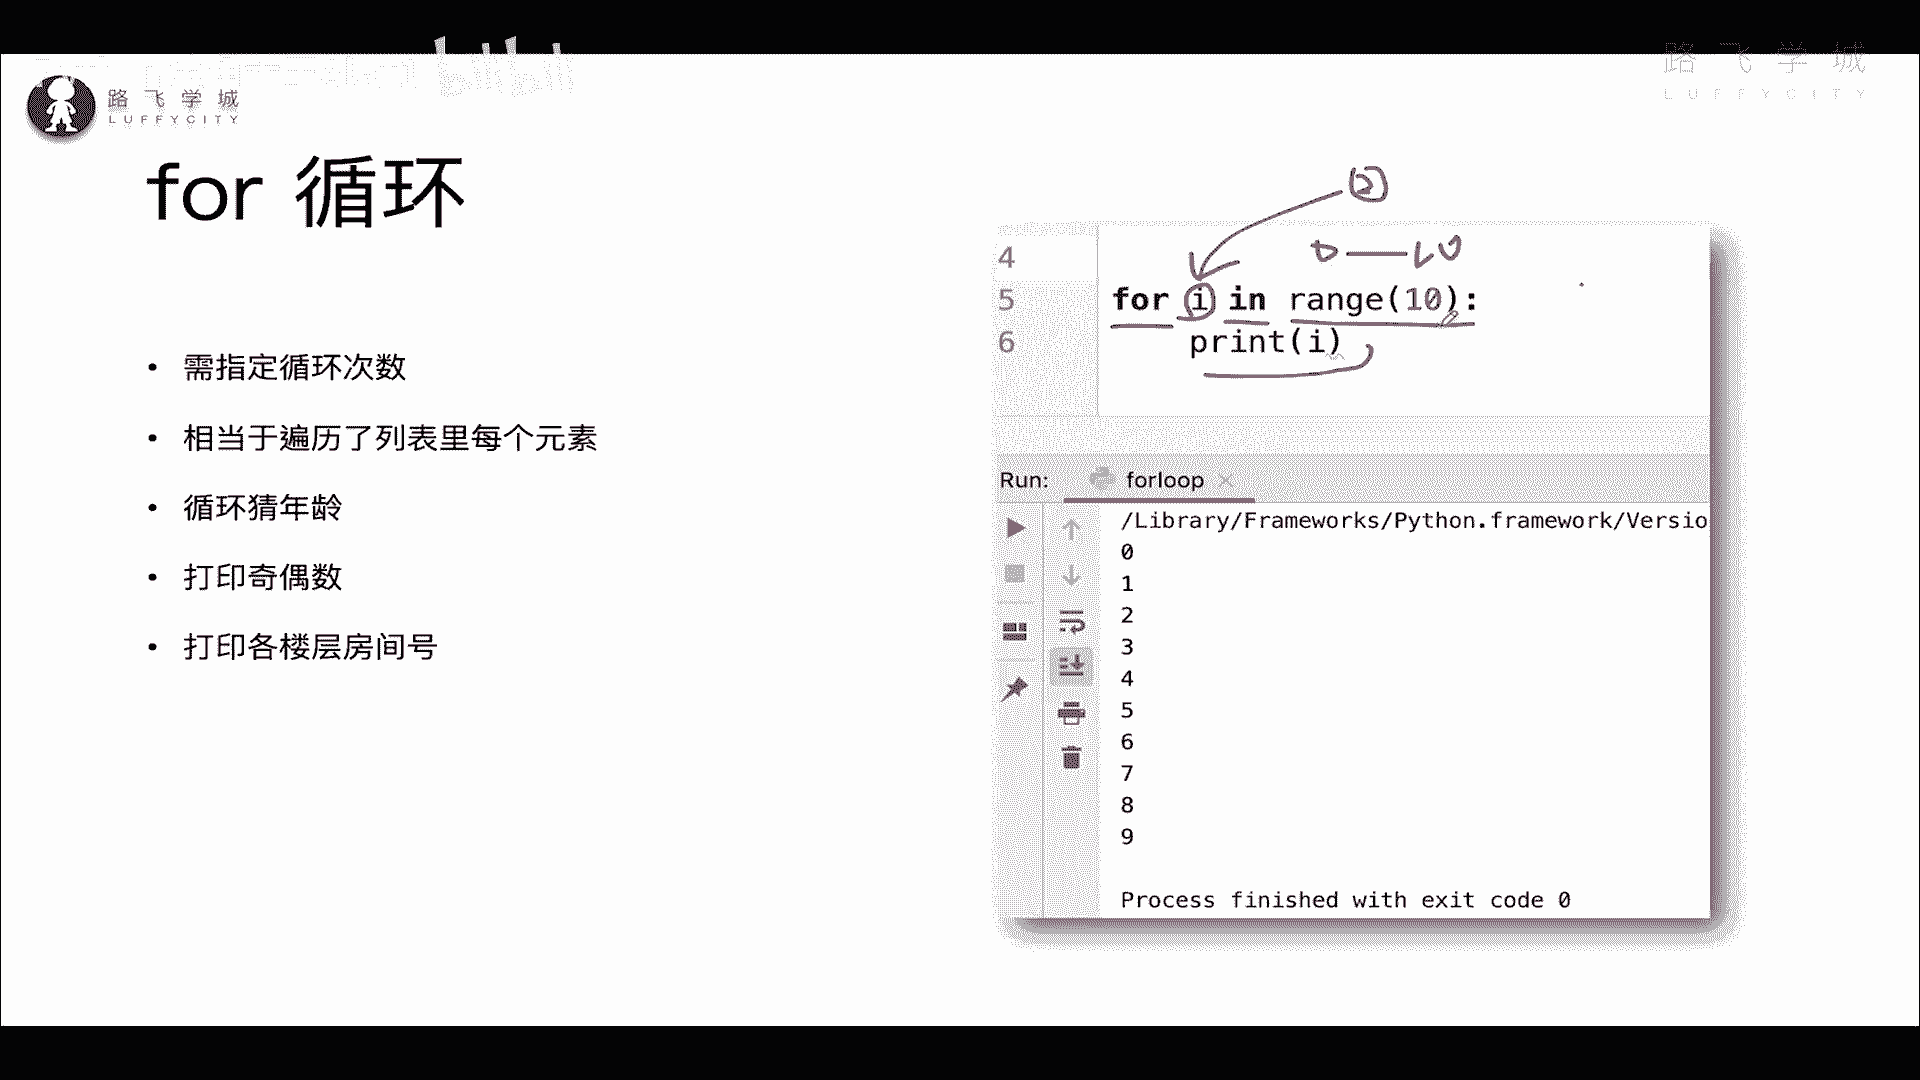 路飞学城
LUFFYCITY
路飞学城
LUFFYCITY
for 循环
• 需指定循环次数
• 相当于遍历了列表里每个元素
• 循环猜年龄
• 打印奇偶数
• 打印各楼层房间号
4
5 for i in range(10):
6 print(i)
Run: forloop
/Library/Frameworks/Python.framework/Versio
0
1
2
3
4
5
6
7
8
9
Process finished with exit code 0